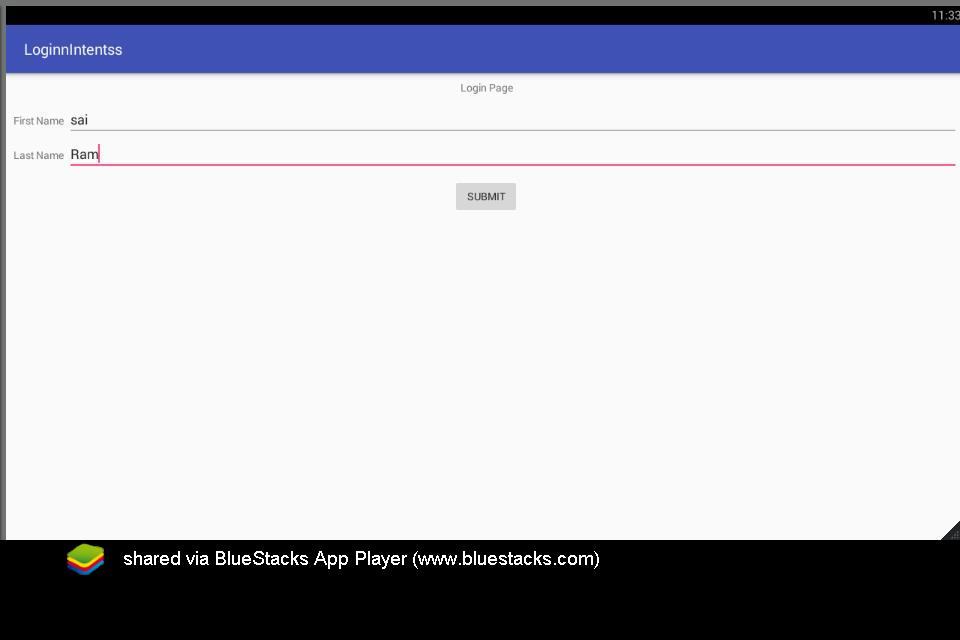 11:33
LoginnIntentss
Login Page
First Name sai
Last Name Ram
SUBMIT
shared via BlueStacks App Player (www.bluestacks.com)